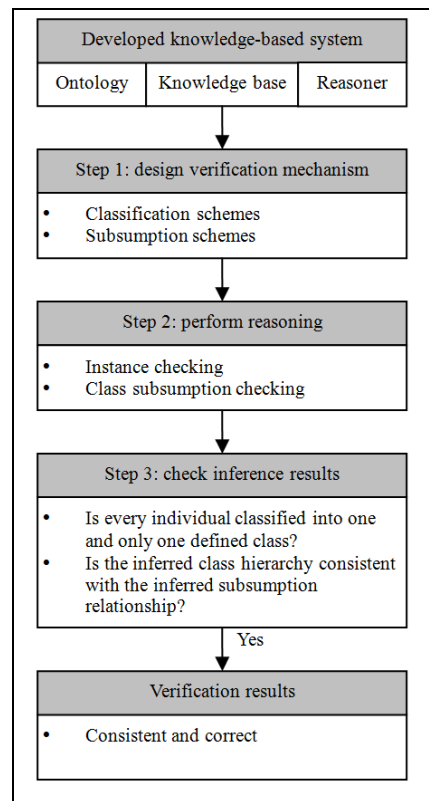 Developed knowledge-based system
Ontology Knowledge base Reasoner
Step 1: design verification mechanism
• Classification schemes
• Subsumption schemes
Step 2: perform reasoning
• Instance checking
• Class subsumption checking
Step 3: check inference results
• Is every individual classified into one
and only one defined class?
• Is the inferred class hierarchy consistent
with the inferred subsumption
relationship?
Yes
Verification results
• Consistent and correct